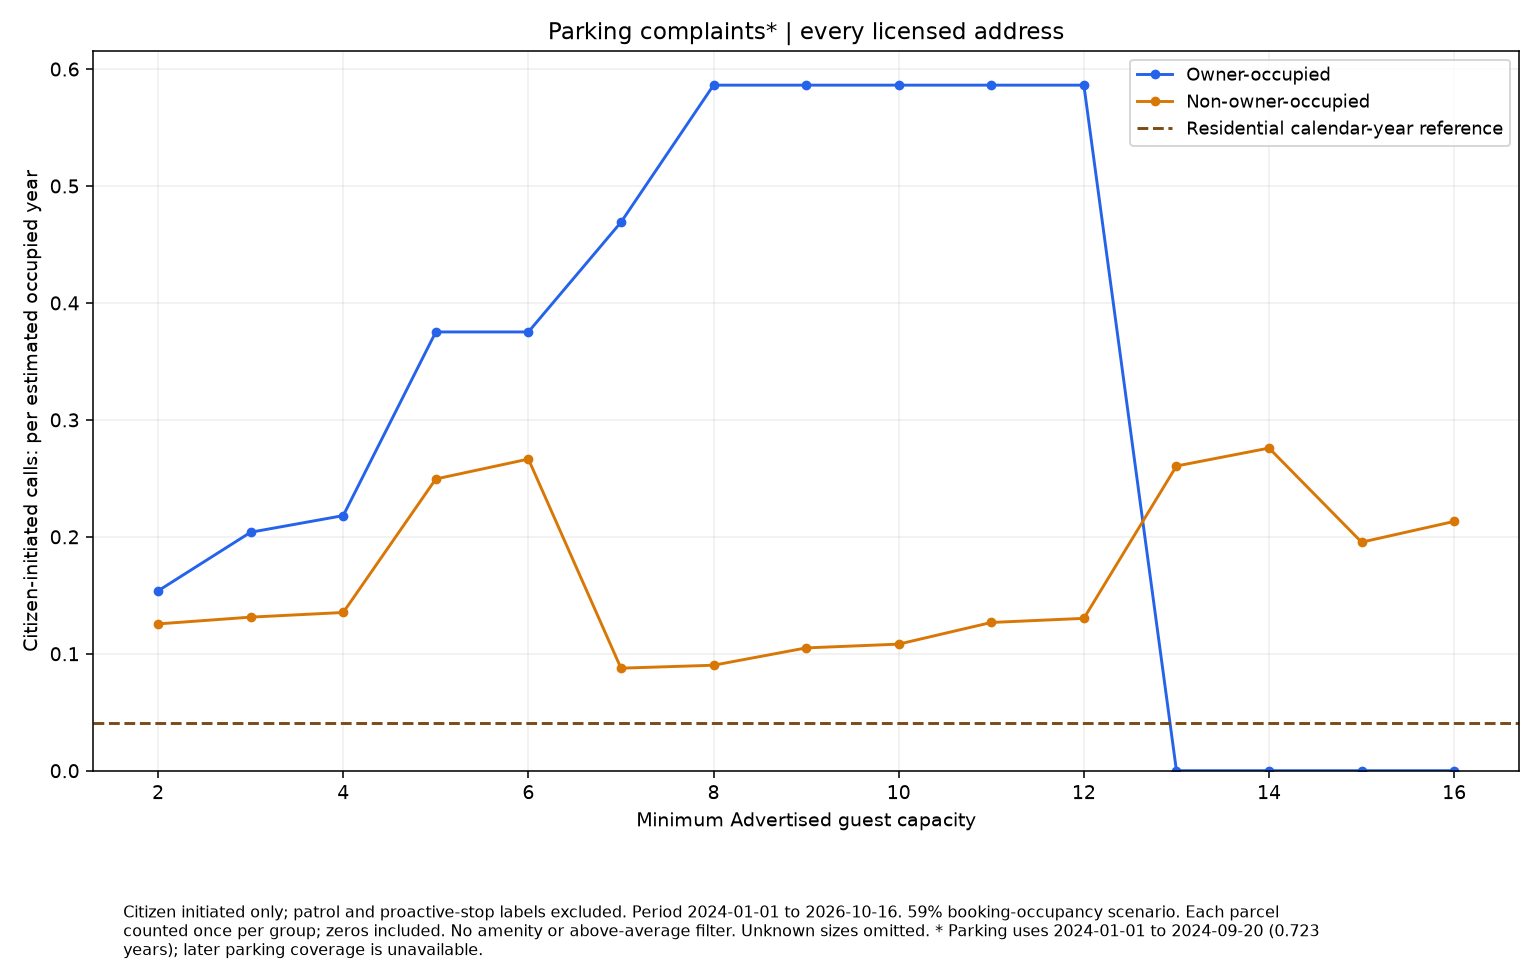 Parking complaints* | every licensed address
Owner-occupied
Non-owner-occupied
Residential calendar-year reference
Citizen-initiated calls: per estimated occupied year
0.6
0.5
0.4
0.3
0.2
0.1
0.0
2 4 6 8 10 12 14 16
Minimum Advertised guest capacity
Citizen initiated only; patrol and proactive-stop labels excluded. Period 2024-01-01 to 2026-10-16. 59% booking-occupancy scenario. Each parcel
counted once per group; zeros included. No amenity or above-average filter. Unknown sizes omitted. * Parking uses 2024-01-01 to 2024-09-20 (0.723
years); later parking coverage is unavailable.